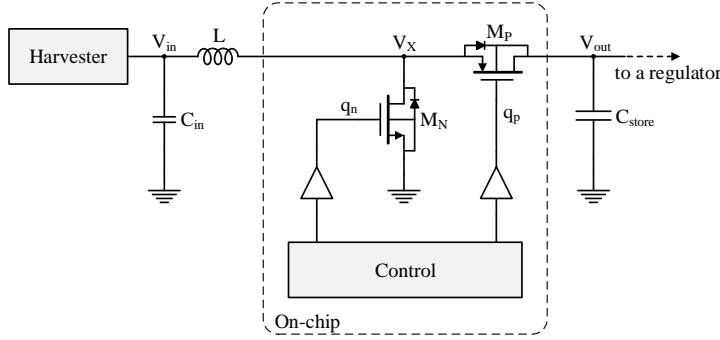 Harvester
V_in
L
V_X
M_P
V_out
to a regulator
C_in
q_n
M_N
q_p
C_store
Control
On-chip